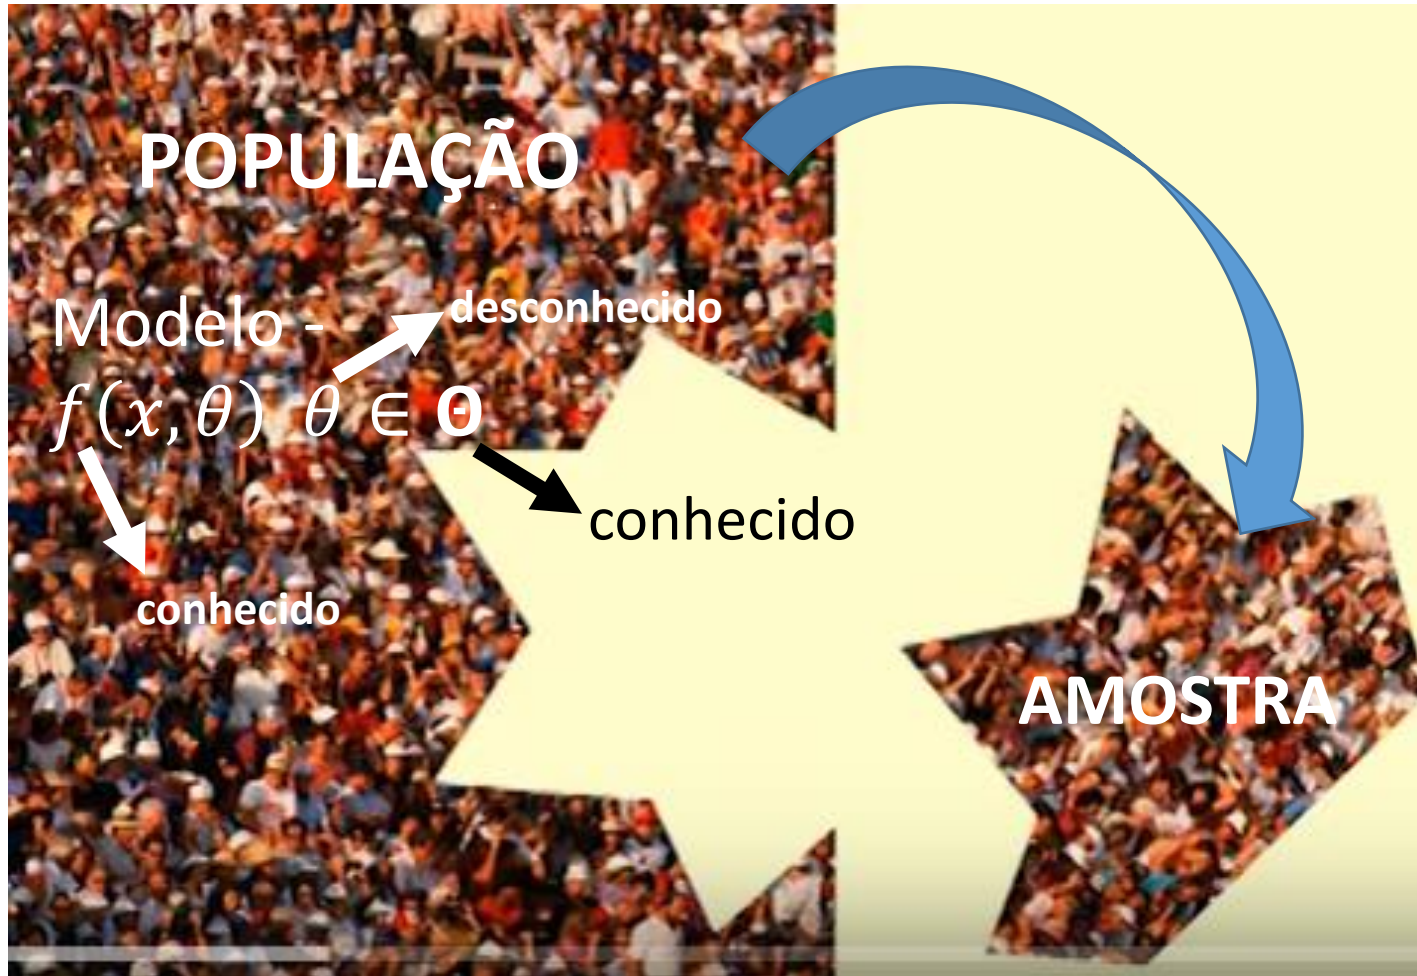 POPULAÇÃO
Modelo -
desconhecido
f(x, θ) θ ∈ Θ
conhecido
conhecido
AMOSTRA